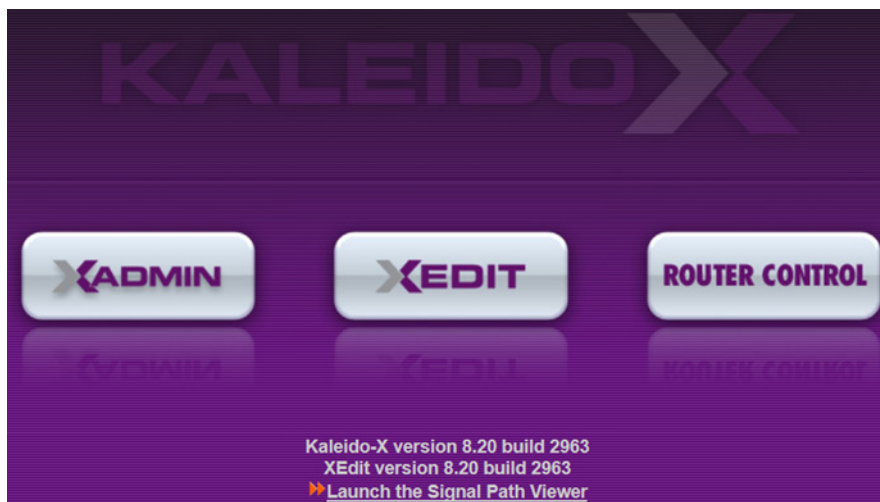 KALEIDOX
XADMIN
XEDIT
ROUTER CONTROL
Kaleido-X version 8.20 build 2963
XEdit version 8.20 build 2963
Launch the Signal Path Viewer